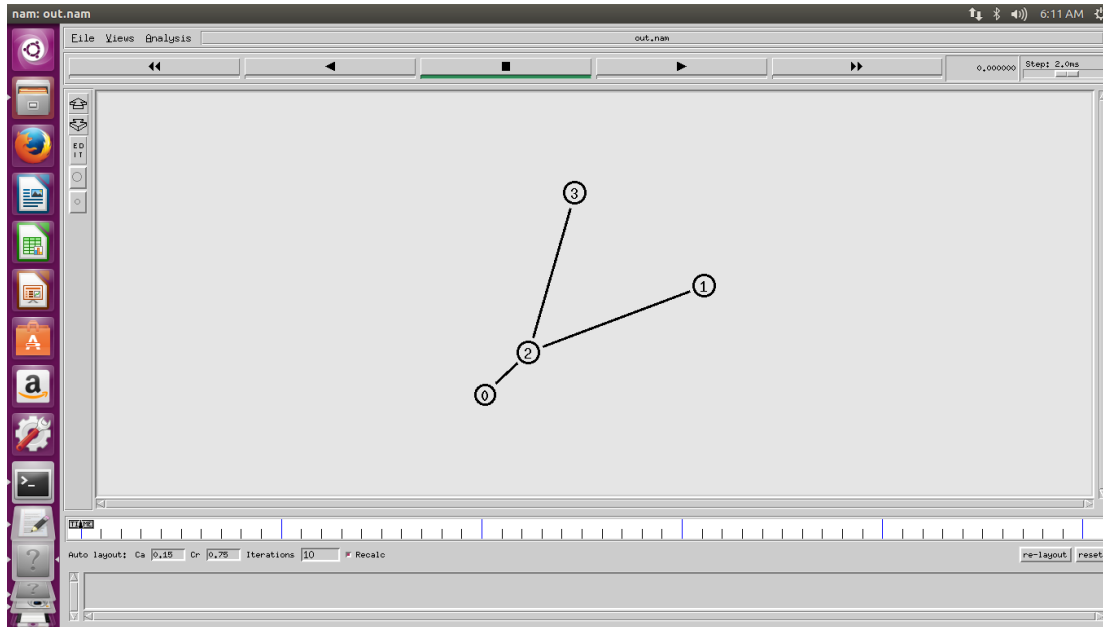 nam: out.nam
6:11 AM
File Views Analysis
out.nam
0.000000
Step: 2.0ms
ED
IT
3
1
2
0
TIME
Auto layout: Ca 0.15 Cr 0.75 Iterations 10 Recalc
re-layout reset